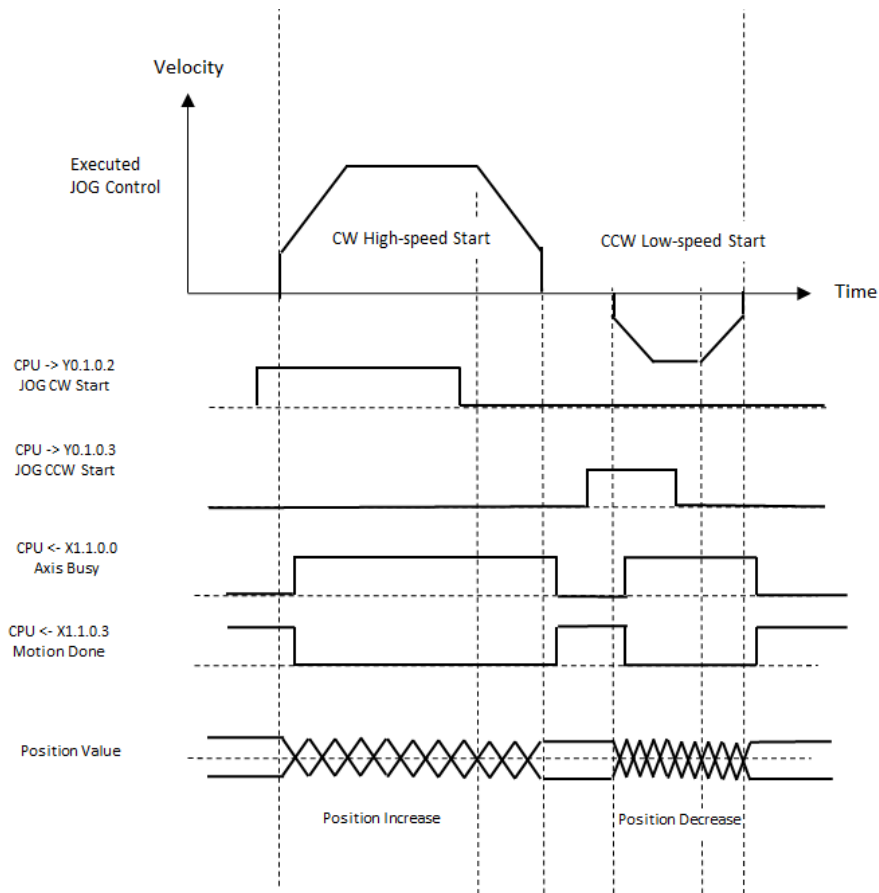 Velocity
Executed
JOG Control
CW High-speed Start
CCW Low-speed Start
Time
CPU -> Y0.1.0.2
JOG CW Start
CPU -> Y0.1.0.3
JOG CCW Start
CPU <- X1.1.0.0
Axis Busy
CPU <- X1.1.0.3
Motion Done
Position Value
Position Increase
Position Decrease